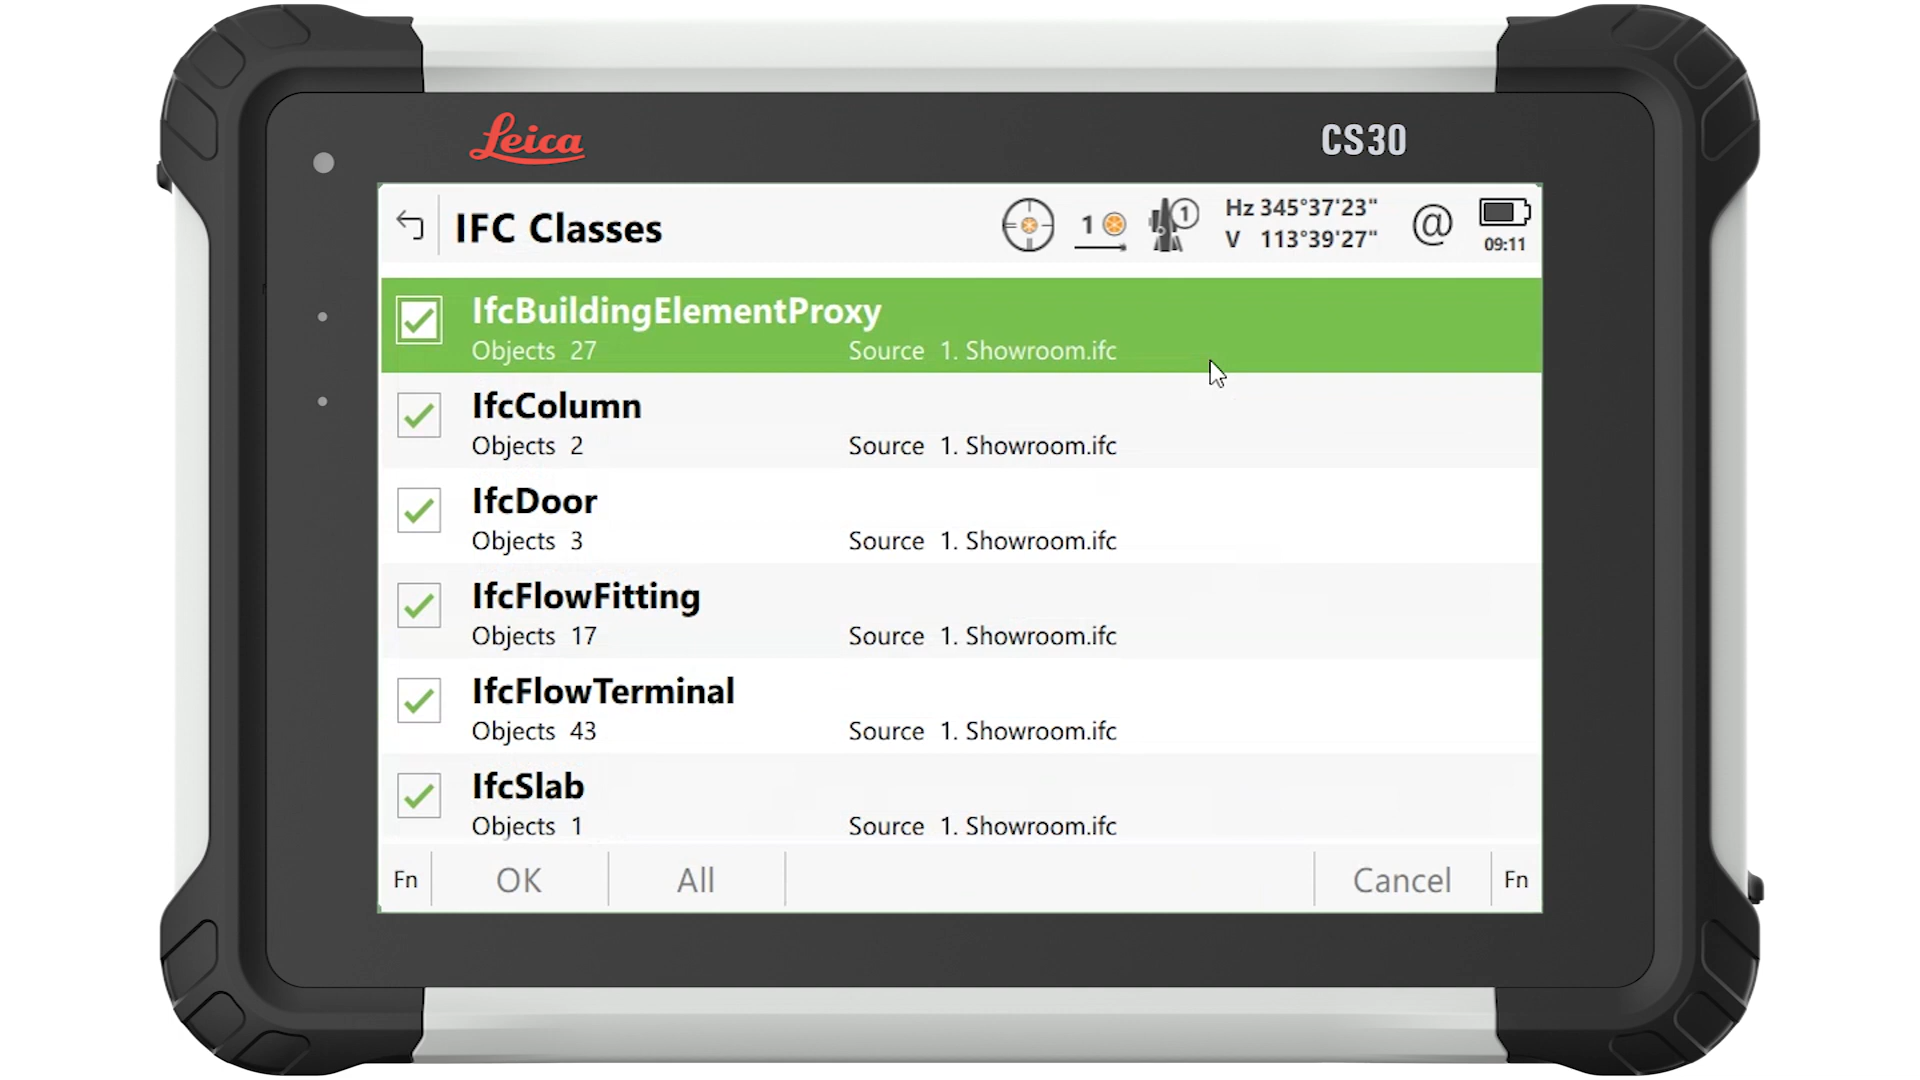 Leica
CS30
IFC Classes
1
1
Hz 345°37'23"
V 113°39'27"
@
09:11
IfcBuildingElementProxy
Objects 27 Source 1. Showroom.ifc
IfcColumn
Objects 2 Source 1. Showroom.ifc
IfcDoor
Objects 3 Source 1. Showroom.ifc
IfcFlowFitting
Objects 17 Source 1. Showroom.ifc
IfcFlowTerminal
Objects 43 Source 1. Showroom.ifc
IfcSlab
Objects 1 Source 1. Showroom.ifc
Fn OK All Cancel Fn